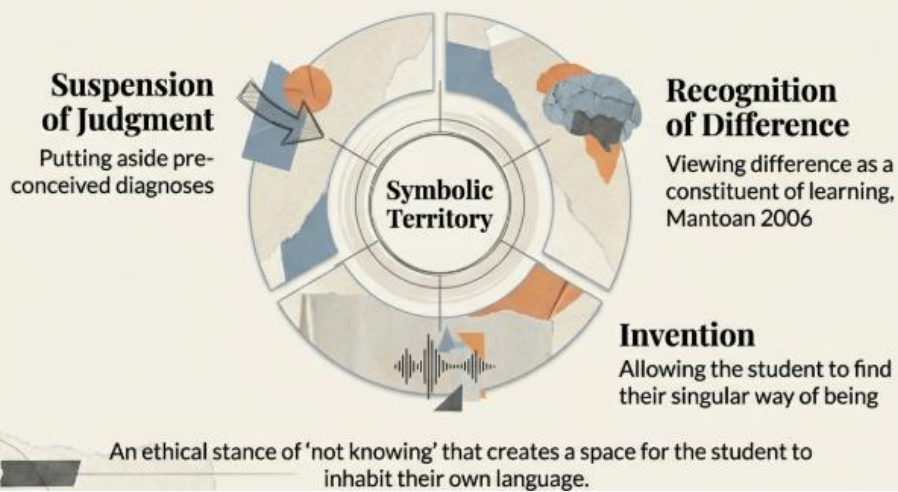 Suspension
of Judgment
Putting aside pre-
conceived diagnoses
Symbolic
Territory
Recognition
of Difference
Viewing difference as a
constituent of learning,
Mantoan 2006
Invention
Allowing the student to find
their singular way of being
An ethical stance of ‘not knowing’ that creates a space for the student to
inhabit their own language.